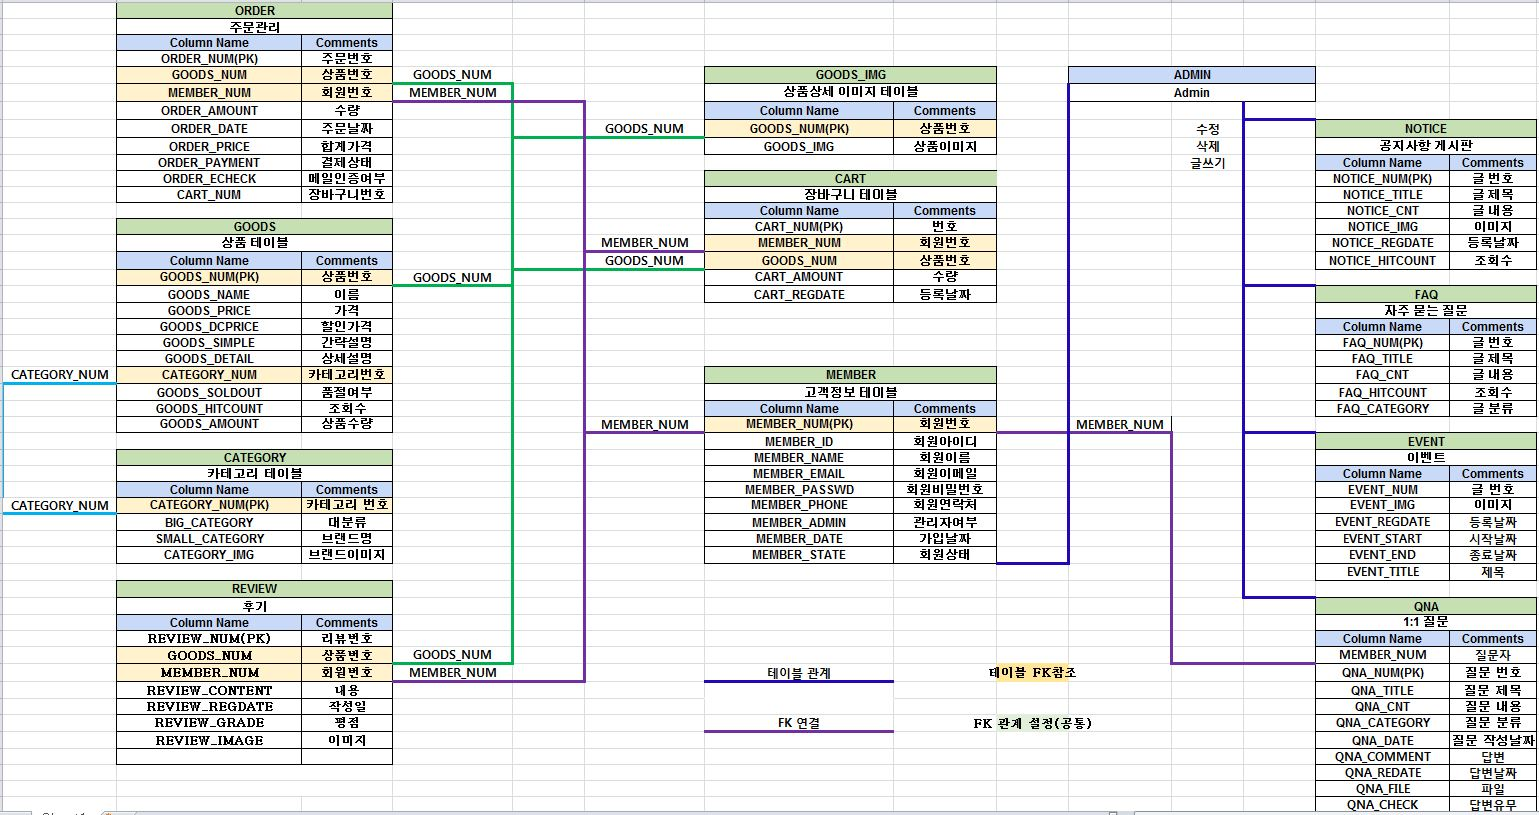 ORDER
주문관리
Column Name Comments
ORDER_NUM(PK) 주문번호
GOODS_NUM 상품번호
MEMBER_NUM 회원번호
ORDER_AMOUNT 수량
ORDER_DATE 주문날짜
ORDER_PRICE 합계가격
ORDER_PAYMENT 결제상태
ORDER_ECHECK 메일인증여부
CART_NUM 장바구니번호
GOODS
상품 테이블
Column Name Comments
GOODS_NUM(PK) 상품번호
GOODS_NAME 이름
GOODS_PRICE 가격
GOODS_DCPRICE 할인가격
GOODS_SIMPLE 간략설명
GOODS_DETAIL 상세설명
CATEGORY_NUM 카테고리번호
GOODS_SOLDOUT 품절여부
GOODS_HITCOUNT 조회수
GOODS_AMOUNT 상품수량
CATEGORY_NUM
CATEGORY
카테고리 테이블
Column Name Comments
CATEGORY_NUM(PK) 카테고리 번호
BIG_CATEGORY 대분류
SMALL_CATEGORY 브랜드명
CATEGORY_IMG 브랜드이미지
CATEGORY_NUM
REVIEW
후기
Column Name Comments
REVIEW_NUM(PK) 리뷰번호
GOODS_NUM 상품번호
MEMBER_NUM 회원번호
REVIEW_CONTENT 내용
REVIEW_REGDATE 작성일
REVIEW_GRADE 평점
REVIEW_IMAGE 이미지
GOODS_NUM
MEMBER_NUM
GOODS_NUM
GOODS_NUM
MEMBER_NUM
GOODS_NUM
MEMBER_NUM
GOODS_NUM
MEMBER_NUM
GOODS_IMG
상품상세 이미지 테이블
Column Name Comments
GOODS_NUM(PK) 상품번호
GOODS_IMG 상품이미지
CART
장바구니 테이블
Column Name Comments
CART_NUM(PK) 번호
MEMBER_NUM 회원번호
GOODS_NUM 상품번호
CART_AMOUNT 수량
CART_REGDATE 등록날짜
MEMBER
고객정보 테이블
Column Name Comments
MEMBER_NUM(PK) 회원번호
MEMBER_ID 회원아이디
MEMBER_NAME 회원이름
MEMBER_EMAIL 회원이메일
MEMBER_PASSWD 회원비밀번호
MEMBER_PHONE 회원연락처
MEMBER_ADMIN 관리자여부
MEMBER_DATE 가입날짜
MEMBER_STATE 회원상태
테이블 관계
테이블 FK참조
FK 연결
FK 관계 설정(공통)
ADMIN
Admin
수정
삭제
글쓰기
MEMBER_NUM
NOTICE
공지사항 게시판
Column Name Comments
NOTICE_NUM(PK) 글 번호
NOTICE_TITLE 글 제목
NOTICE_CNT 글 내용
NOTICE_IMG 이미지
NOTICE_REGDATE 등록날짜
NOTICE_HITCOUNT 조회수
FAQ
자주 묻는 질문
Column Name Comments
FAQ_NUM(PK) 글 번호
FAQ_TITLE 글 제목
FAQ_CNT 글 내용
FAQ_HITCOUNT 조회수
FAQ_CATEGORY 글 분류
EVENT
이벤트
Column Name Comments
EVENT_NUM 글 번호
EVENT_IMG 이미지
EVENT_REGDATE 등록날짜
EVENT_START 시작날짜
EVENT_END 종료날짜
EVENT_TITLE 제목
QNA
1:1 질문
Column Name Comments
MEMBER_NUM 질문자
QNA_NUM(PK) 질문 번호
QNA_TITLE 질문 제목
QNA_CNT 질문 내용
QNA_CATEGORY 질문 분류
QNA_DATE 질문 작성날짜
QNA_COMMENT 답변
QNA_REDATE 답변날짜
QNA_FILE 파일
QNA_CHECK 답변유무